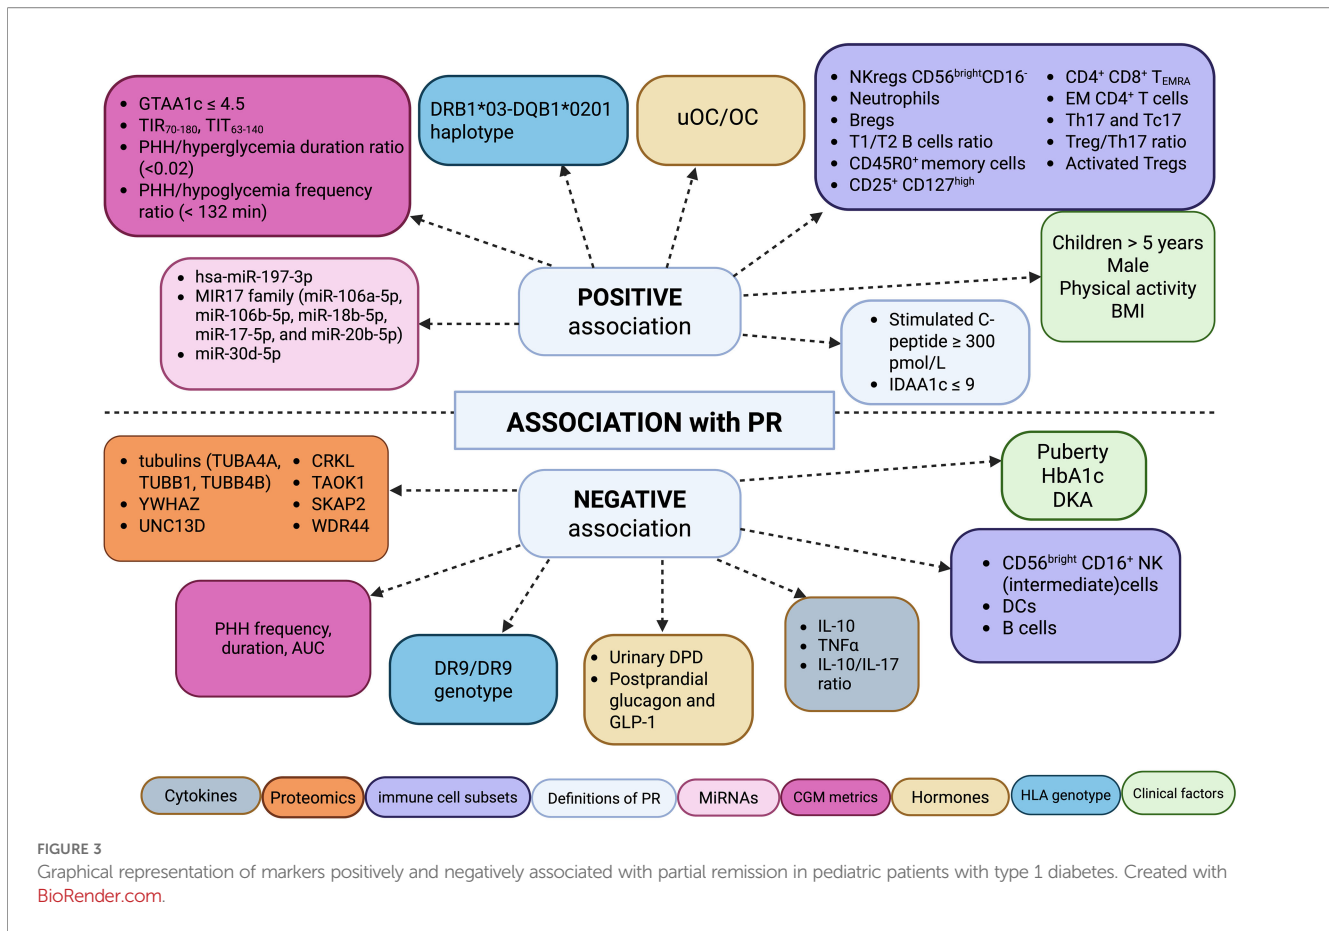 GTAA1c ≤ 4.5
TIR70-180, TIT63-140
PHH/hyperglycemia duration ratio
(<0.02)
PHH/hypoglycemia frequency
ratio (< 132 min)
DRB1*03-DQB1*0201
haplotype
uOC/OC
NKregs CD56brightCD16-
Neutrophils
Bregs
T1/T2 B cells ratio
CD45R0+ memory cells
CD25+ CD127high
CD4+ CD8+ TEMRA
EM CD4+ T cells
Th17 and Tc17
Treg/Th17 ratio
Activated Tregs
hsa-miR-197-3p
MIR17 family (miR-106a-5p,
miR-106b-5p, miR-18b-5p,
miR-17-5p, and miR-20b-5p)
miR-30d-5p
POSITIVE
association
Children > 5 years
Male
Physical activity
BMI
Stimulated C-
peptide ≥ 300
pmol/L
IDAA1c ≤ 9
ASSOCIATION with PR
tubulins (TUBA4A,
TUBB1, TUBB4B)
YWHAZ
UNC13D
CRKL
TAOK1
SKAP2
WDR44
NEGATIVE
association
Puberty
HbA1c
DKA
CD56bright CD16+ NK
(intermediate)cells
DCs
B cells
PHH frequency,
duration, AUC
DR9/DR9
genotype
Urinary DPD
Postprandial
glucagon and
GLP-1
IL-10
TNFα
IL-10/IL-17
ratio
Cytokines
Proteomics
immune cell subsets
Definitions of PR
MiRNAs
CGM metrics
Hormones
HLA genotype
Clinical factors
FIGURE 3
Graphical representation of markers positively and negatively associated with partial remission in pediatric patients with type 1 diabetes. Created with
BioRender.com.